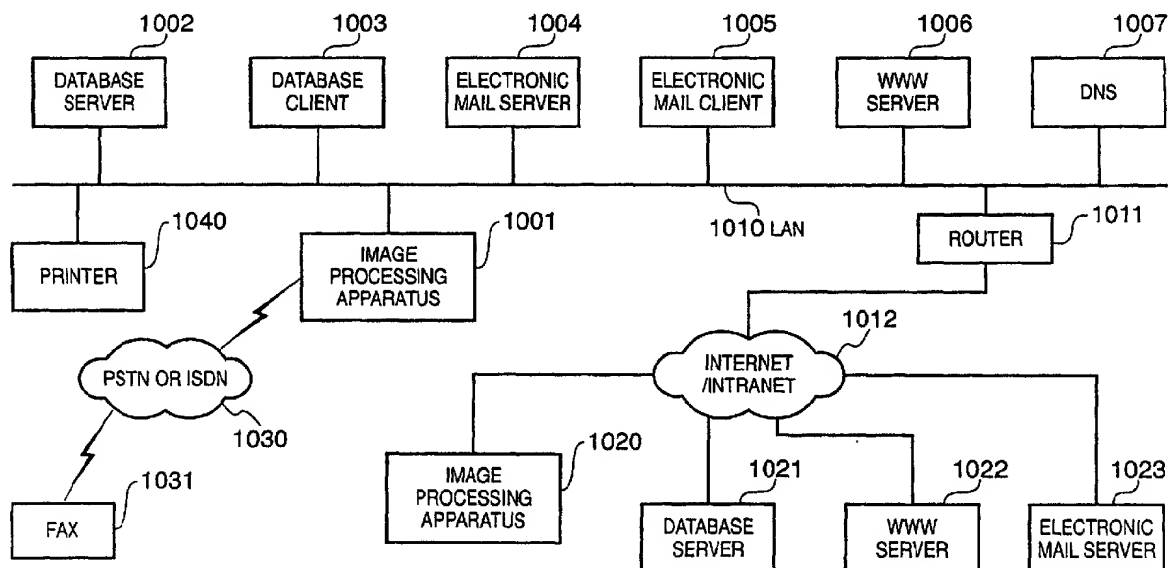 1002
1003
1004
1005
1006
1007
DATABASE
SERVER
DATABASE
CLIENT
ELECTRONIC
MAIL SERVER
ELECTRONIC
MAIL CLIENT
WWW
SERVER
DNS
1040
PRINTER
1001
IMAGE
PROCESSING
APPARATUS
1010 LAN
1011
ROUTER
1012
INTERNET
/INTRANET
PSTN OR ISDN
1030
1031
FAX
1020
IMAGE
PROCESSING
APPARATUS
1021
DATABASE
SERVER
1022
WWW
SERVER
1023
ELECTRONIC
MAIL SERVER